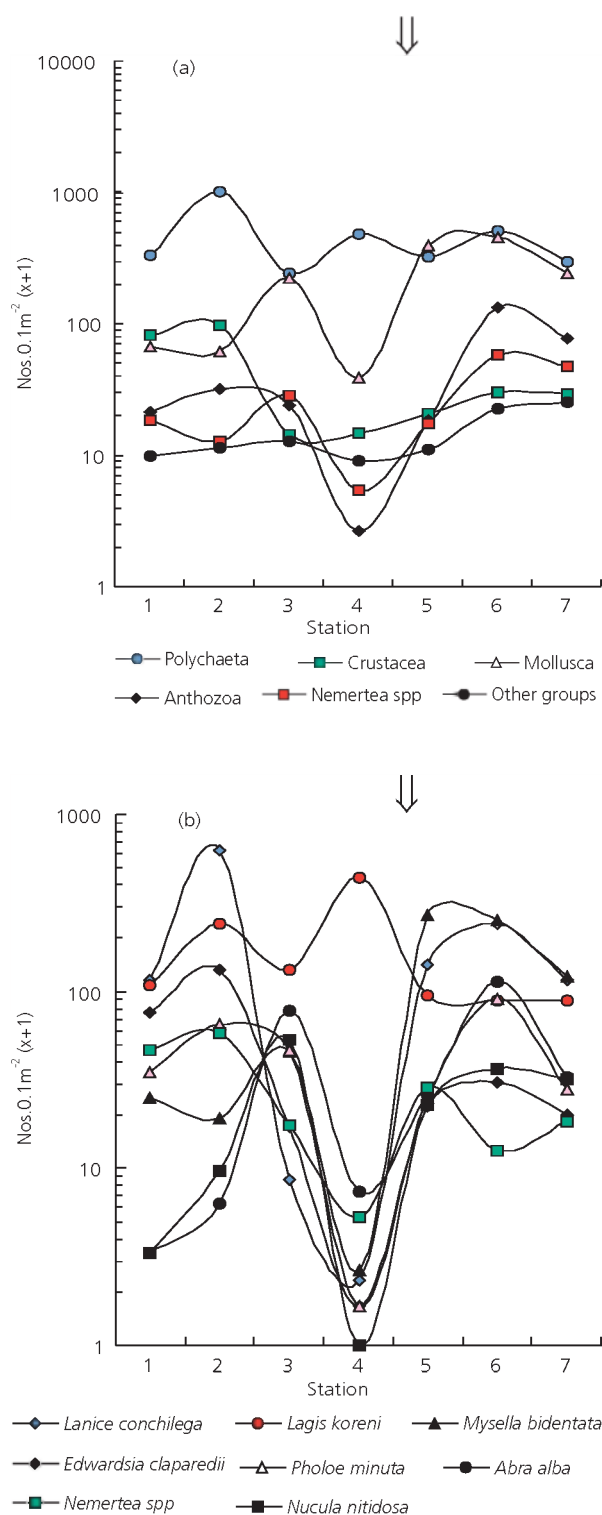 (a)
10000
1000
100
10
1
Nos.0.1m⁻² (x+1)
1 2 3 4 5 6 7
Station
Polychaeta Crustacea Mollusca
Anthozoa Nemertea spp Other groups
(b)
1000
100
10
1
Nos.0.1m⁻² (x+1)
1 2 3 4 5 6 7
Station
Lanice conchilega Lagis koreni Mysella bidentata
Edwardsia claparedii Pholoe minuta Abra alba
Nemertea spp Nucula nitidosa